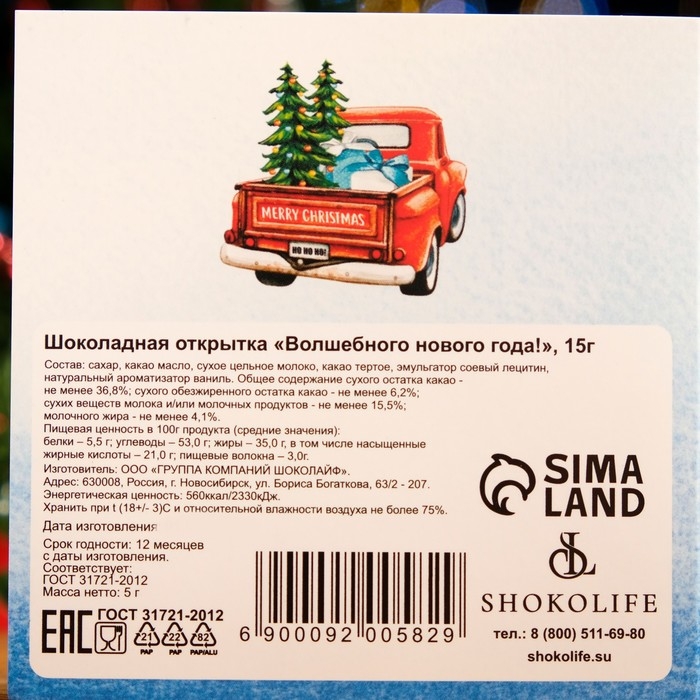 MERRY CHRISTMAS
HO HO HO!
Шоколадная открытка «Волшебного нового года!», 15г
Состав: сахар, какао масло, сухое цельное молоко, какао тертое, эмульгатор соевый лецитин,
натуральный ароматизатор ваниль. Общее содержание сухого остатка какао -
не менее 36,8%; сухого обезжиренного остатка какао - не менее 6,2%;
сухих веществ молока и/или молочных продуктов - не менее 15,5%;
молочного жира - не менее 4,1%.
Пищевая ценность в 100г продукта (средние значения):
белки – 5,5 г; углеводы – 53,0 г; жиры – 35,0 г, в том числе насыщенные
жирные кислоты – 21,0 г; пищевые волокна – 3,0г.
Изготовитель: ООО «ГРУППА КОМПАНИЙ ШОКОЛАЙФ».
Адрес: 630008, Россия, г. Новосибирск, ул. Бориса Богаткова, 63/2 - 207.
Энергетическая ценность: 560ккал/2330кДж.
Хранить при t (18+/- 3)С и относительной влажности воздуха не более 75%.
Дата изготовления
Срок годности: 12 месяцев
с даты изготовления.
Соответствует:
ГОСТ 31721-2012
Масса нетто: 5 г
ГОСТ 31721-2012
EAC
21
PAP
22
PAP
82
PAP/ALU
6 900092 005829
SIMA
LAND
SL
SHOKOLIFE
тел.: 8 (800) 511-69-80
shokolife.su